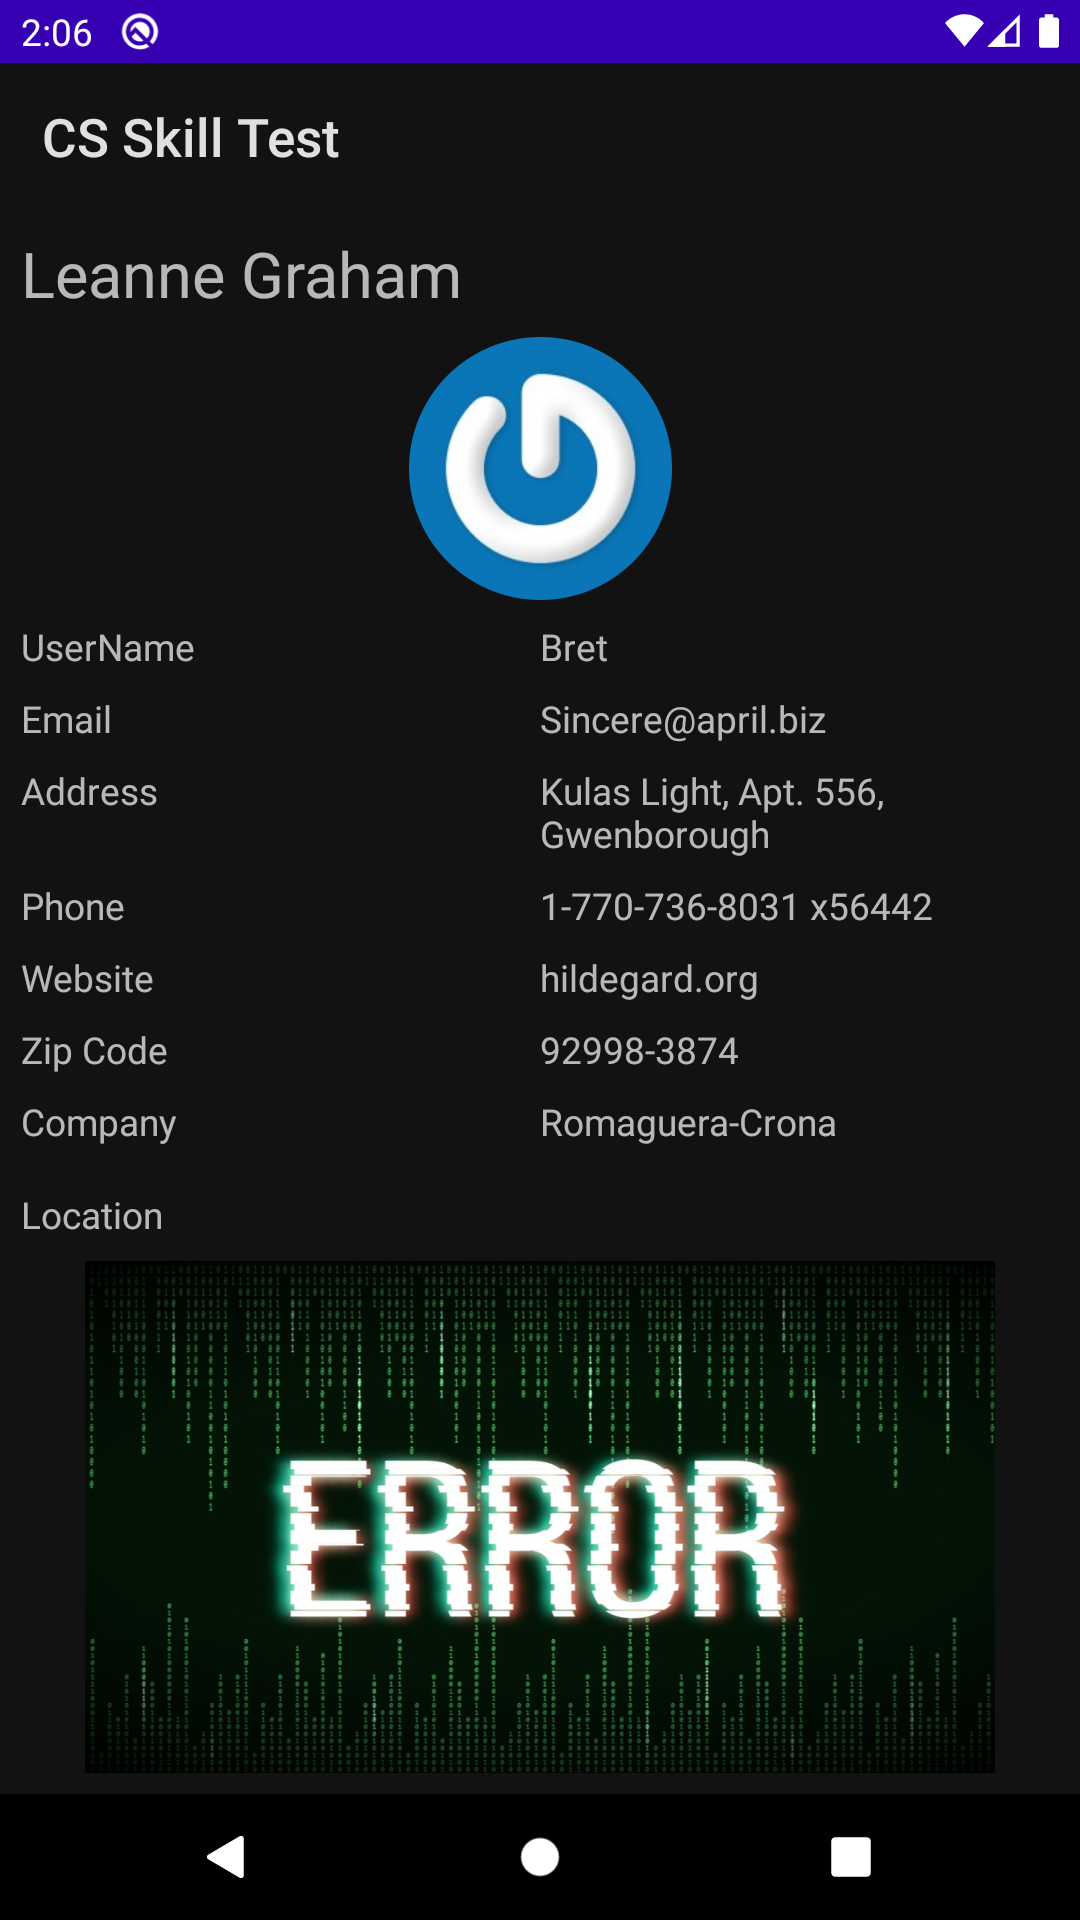 2:06
CS Skill Test
Leanne Graham
UserName Bret
Email Sincere@april.biz
Address Kulas Light, Apt. 556,
Gwenborough
Phone 1-770-736-8031 x56442
Website hildegard.org
Zip Code 92998-3874
Company Romaguera-Crona
Location
ERROR